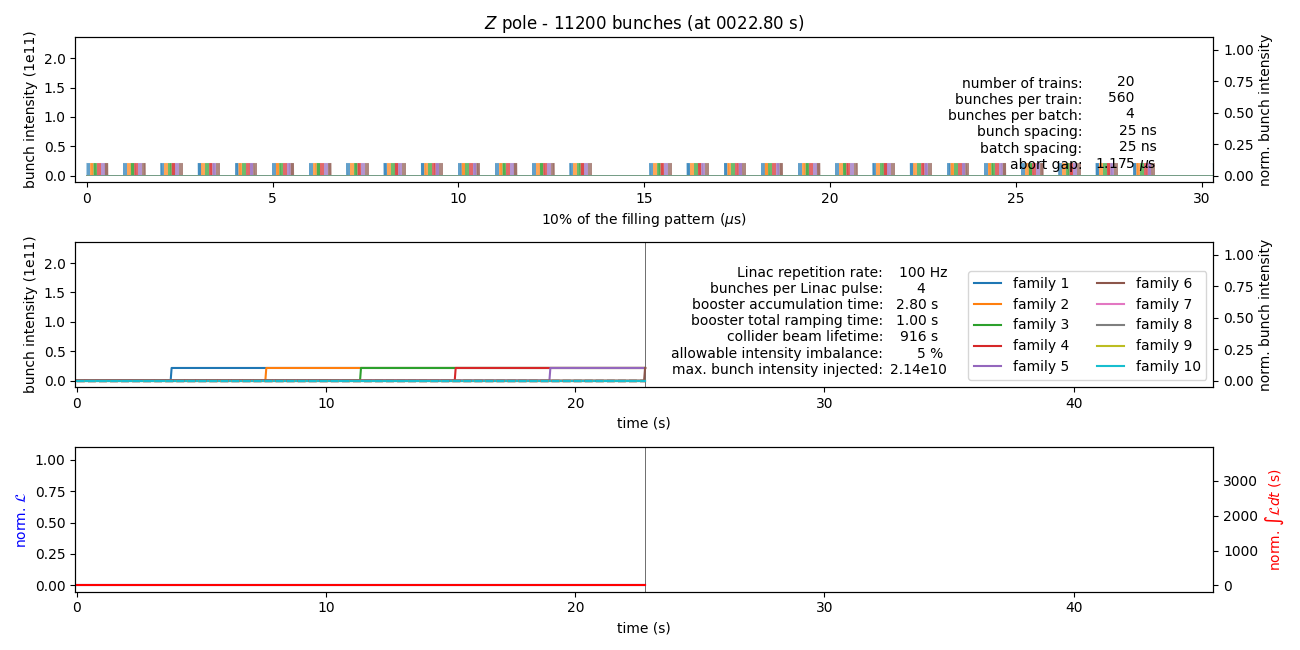 Z pole - 11200 bunches (at 0022.80 s)
bunch intensity (1e11)
2.0
1.5
1.0
0.5
0.0
number of trains: 20
bunches per train: 560
bunches per batch: 4
bunch spacing: 25 ns
batch spacing: 25 ns
abort gap: 1.175 μs
1.00
0.75
0.50
0.25
0.00
norm. bunch intensity
0 5 10 15 20 25 30
10% of the filling pattern (μs)
bunch intensity (1e11)
2.0
1.5
1.0
0.5
0.0
Linac repetition rate: 100 Hz
bunches per Linac pulse: 4
booster accumulation time: 2.80 s
booster total ramping time: 1.00 s
collider beam lifetime: 916 s
allowable intensity imbalance: 5 %
max. bunch intensity injected: 2.14e10
family 1 family 6
family 2 family 7
family 3 family 8
family 4 family 9
family 5 family 10
1.00
0.75
0.50
0.25
0.00
norm. bunch intensity
0 10 20 30 40
time (s)
norm. ℒ
1.00
0.75
0.50
0.25
0.00
3000
2000
1000
0
norm. ∫ℒdt (s)
0 10 20 30 40
time (s)